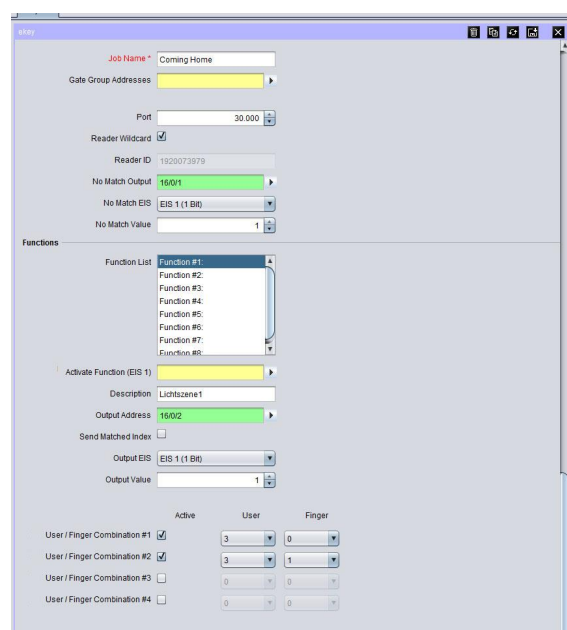 ekey
Job Name * Coming Home
Gate Group Addresses
Port 30.000
Reader Wildcard
Reader ID 1920073979
No Match Output 16/0/1
No Match EIS EIS 1 (1 Bit)
No Match Value 1
Functions
Function List Function #1:
Function #2:
Function #3:
Function #4:
Function #5:
Function #6:
Function #7:
Function #8:
Activate Function (EIS 1)
Description Lichtszene1
Output Address 16/0/2
Send Matched Index
Output EIS EIS 1 (1 Bit)
Output Value 1
Active User Finger
User / Finger Combination #1 3 0
User / Finger Combination #2 3 1
User / Finger Combination #3 0 0
User / Finger Combination #4 0 0